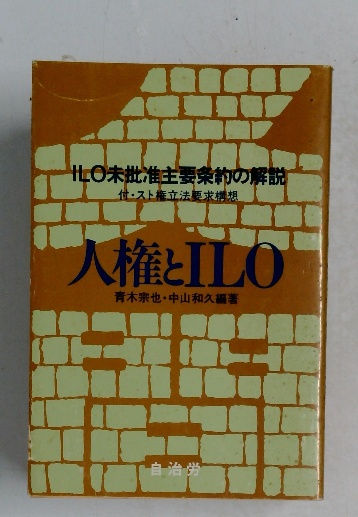 ILO未批准主要条約の解説
付・スト権立法要求構想
人権とILO
青木宗也・中山和久編著
自治労